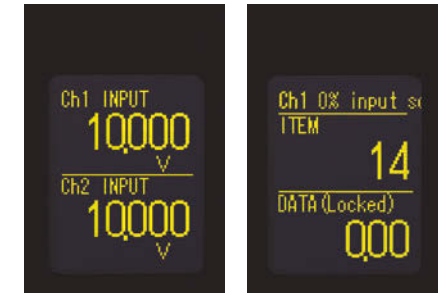 Ch1 INPUT
10.000
V
Ch2 INPUT
10.000
V
Ch1 0% input s
ITEM
14
DATA(Locked)
0.00